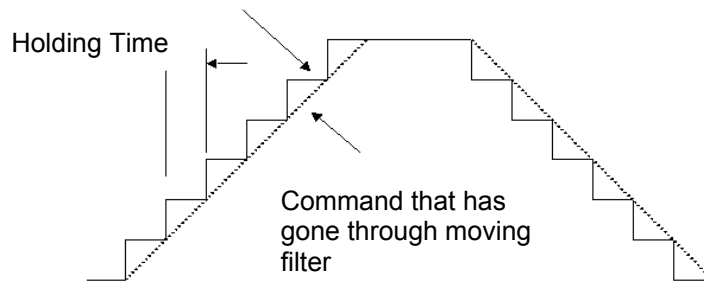 Holding Time
Command that has
gone through moving
filter